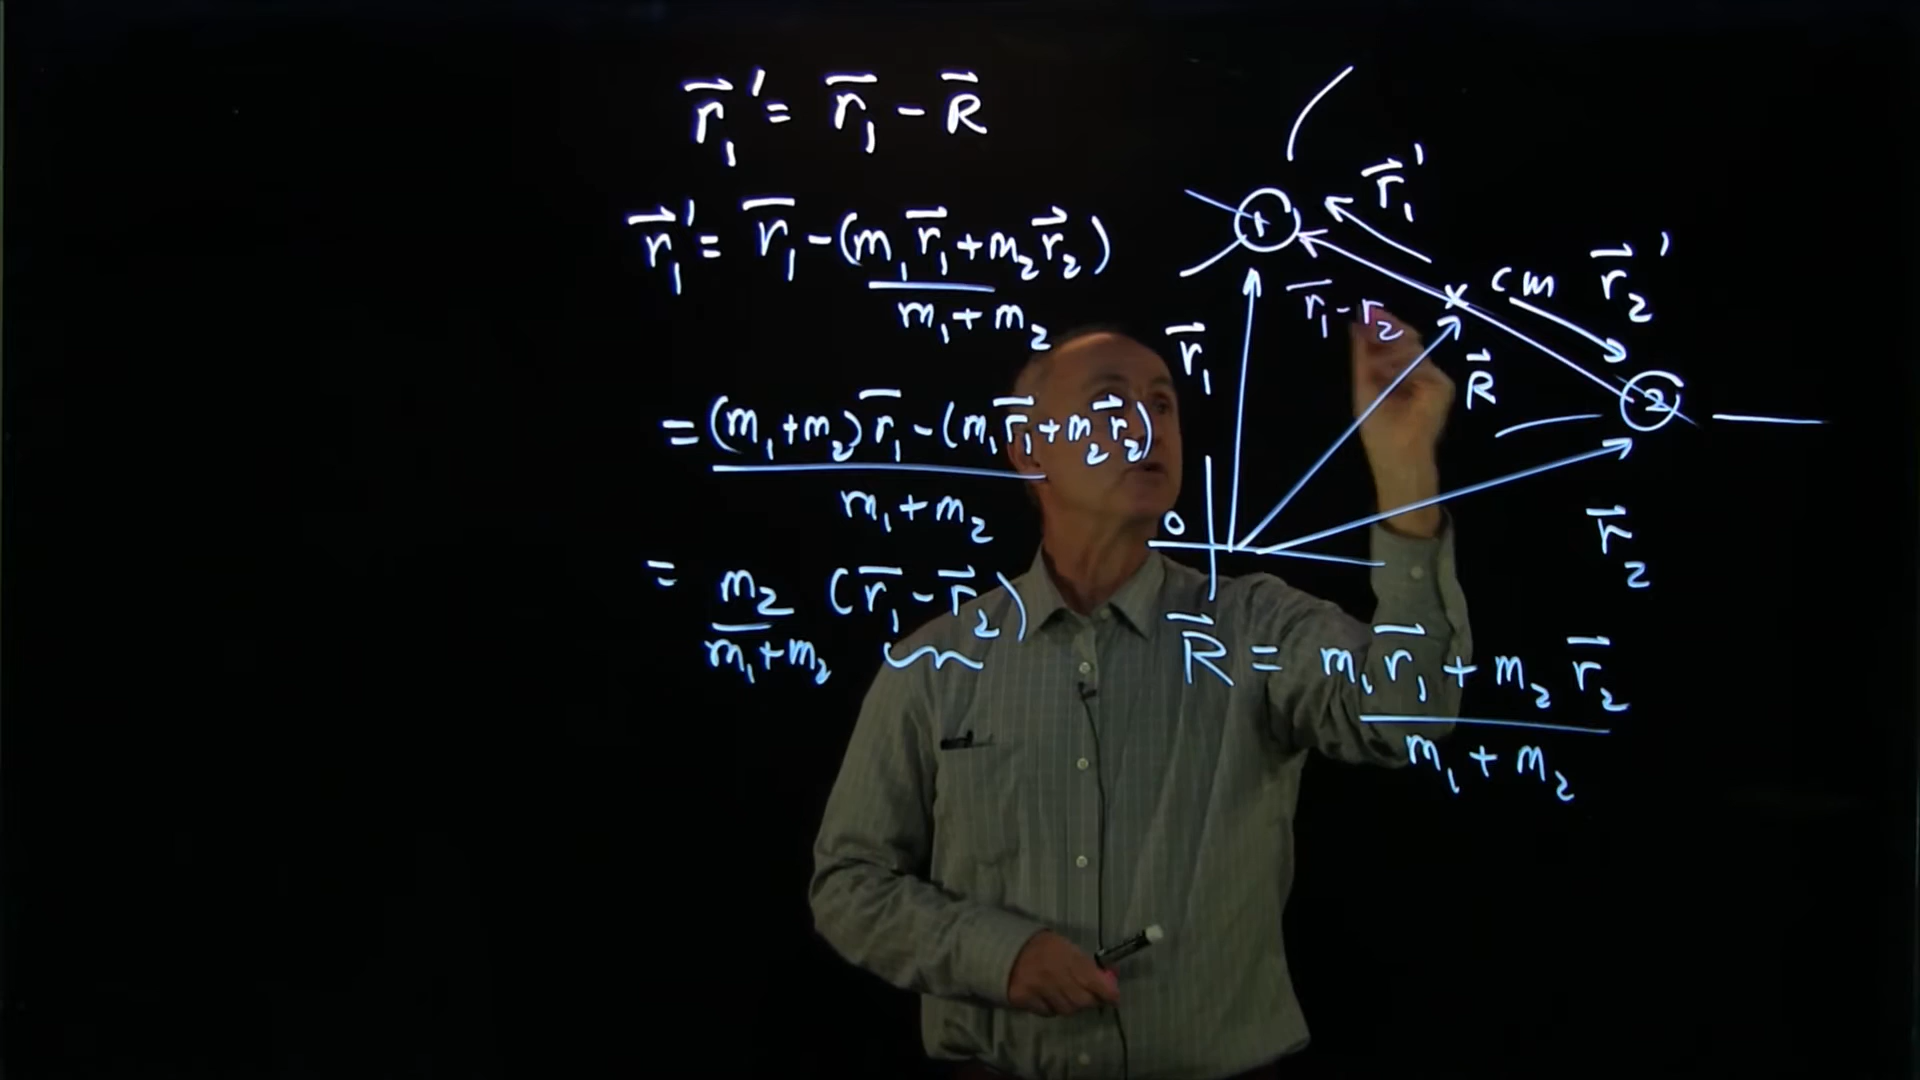 r⃗₁' = r⃗₁ - R⃗
r⃗₁' = r⃗₁ - (m₁r⃗₁ + m₂r⃗₂)
m₁ + m₂
= (m₁ + m₂)r⃗₁ - (m₁r⃗₁ + m₂r⃗₂)
m₁ + m₂
= m₂ (r⃗₁ - r⃗₂)
m₁ + m₂
r⃗₁'
1
cm
r⃗₂'
r⃗₁ - r₂
r⃗₁
R⃗
2
0
r⃗₂
R⃗ = m₁r⃗₁ + m₂r⃗₂
m₁ + m₂